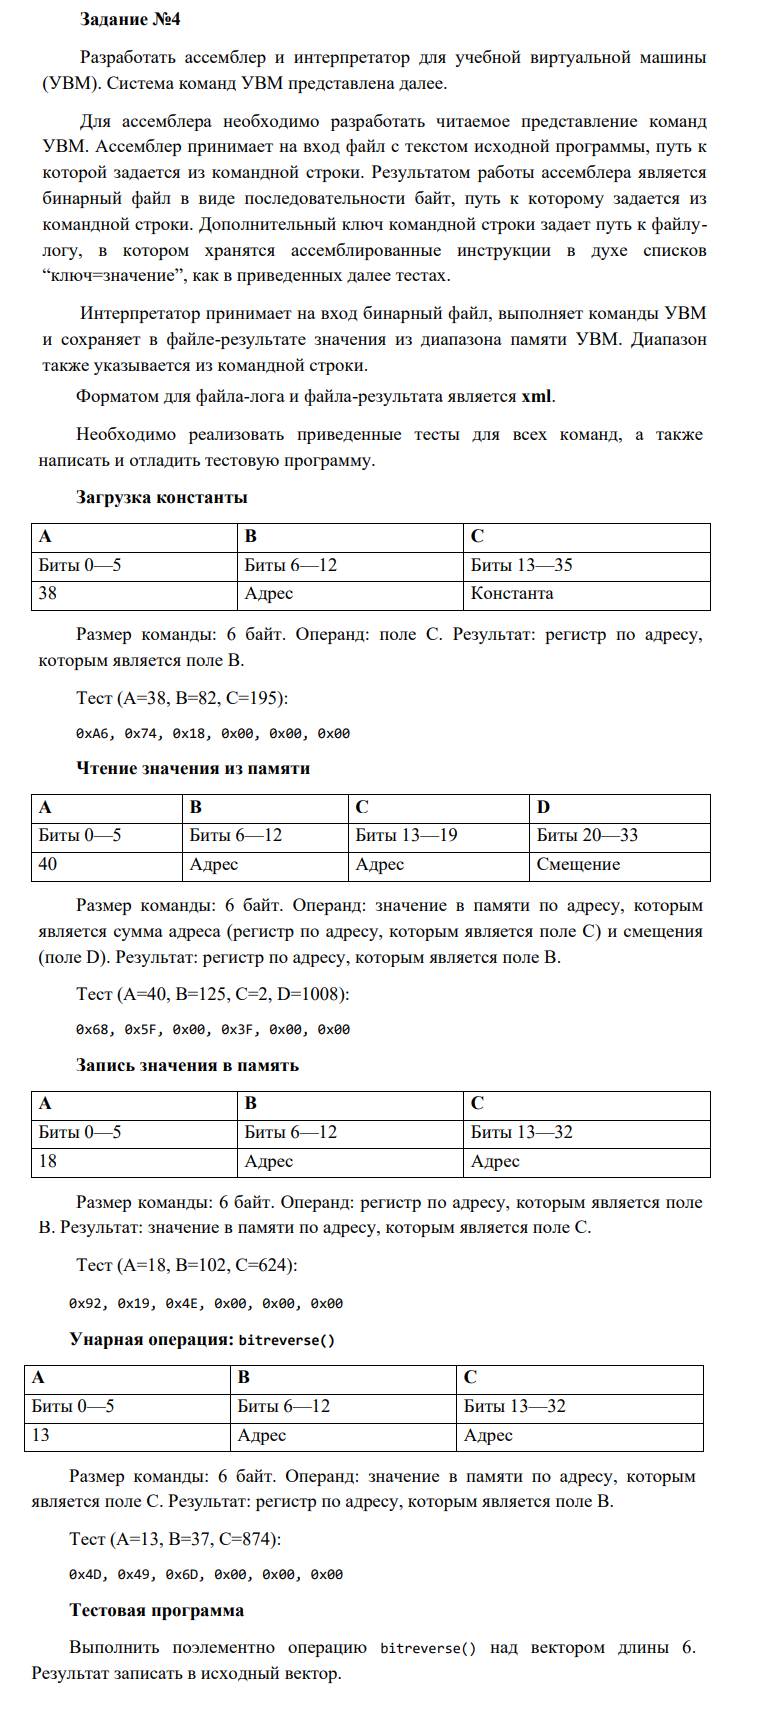 Задание №4
Разработать ассемблер и интерпретатор для учебной виртуальной машины
(УВМ). Система команд УВМ представлена далее.
Для ассемблера необходимо разработать читаемое представление команд
УВМ. Ассемблер принимает на вход файл с текстом исходной программы, путь к
которой задается из командной строки. Результатом работы ассемблера является
бинарный файл в виде последовательности байт, путь к которому задается из
командной строки. Дополнительный ключ командной строки задает путь к файлу-
логу, в котором хранятся ассемблированные инструкции в духе списков
“ключ=значение”, как в приведенных далее тестах.
Интерпретатор принимает на вход бинарный файл, выполняет команды УВМ
и сохраняет в файле-результате значения из диапазона памяти УВМ. Диапазон
также указывается из командной строки.
Форматом для файла-лога и файла-результата является xml.
Необходимо реализовать приведенные тесты для всех команд, а также
написать и отладить тестовую программу.
Загрузка константы
A B C
Биты 0—5 Биты 6—12 Биты 13—35
38 Адрес Константа
Размер команды: 6 байт. Операнд: поле C. Результат: регистр по адресу,
которым является поле B.
Тест (A=38, B=82, C=195):
0xA6, 0x74, 0x18, 0x00, 0x00, 0x00
Чтение значения из памяти
A B C D
Биты 0—5 Биты 6—12 Биты 13—19 Биты 20—33
40 Адрес Адрес Смещение
Размер команды: 6 байт. Операнд: значение в памяти по адресу, которым
является сумма адреса (регистр по адресу, которым является поле C) и смещения
(поле D). Результат: регистр по адресу, которым является поле B.
Тест (A=40, B=125, C=2, D=1008):
0x68, 0x5F, 0x00, 0x3F, 0x00, 0x00
Запись значения в память
A B C
Биты 0—5 Биты 6—12 Биты 13—32
18 Адрес Адрес
Размер команды: 6 байт. Операнд: регистр по адресу, которым является поле
B. Результат: значение в памяти по адресу, которым является поле C.
Тест (A=18, B=102, C=624):
0x92, 0x19, 0x4E, 0x00, 0x00, 0x00
Унарная операция: bitreverse()
A B C
Биты 0—5 Биты 6—12 Биты 13—32
13 Адрес Адрес
Размер команды: 6 байт. Операнд: значение в памяти по адресу, которым
является поле C. Результат: регистр по адресу, которым является поле B.
Тест (A=13, B=37, C=874):
0x4D, 0x49, 0x6D, 0x00, 0x00, 0x00
Тестовая программа
Выполнить поэлементно операцию bitreverse() над вектором длины 6.
Результат записать в исходный вектор.